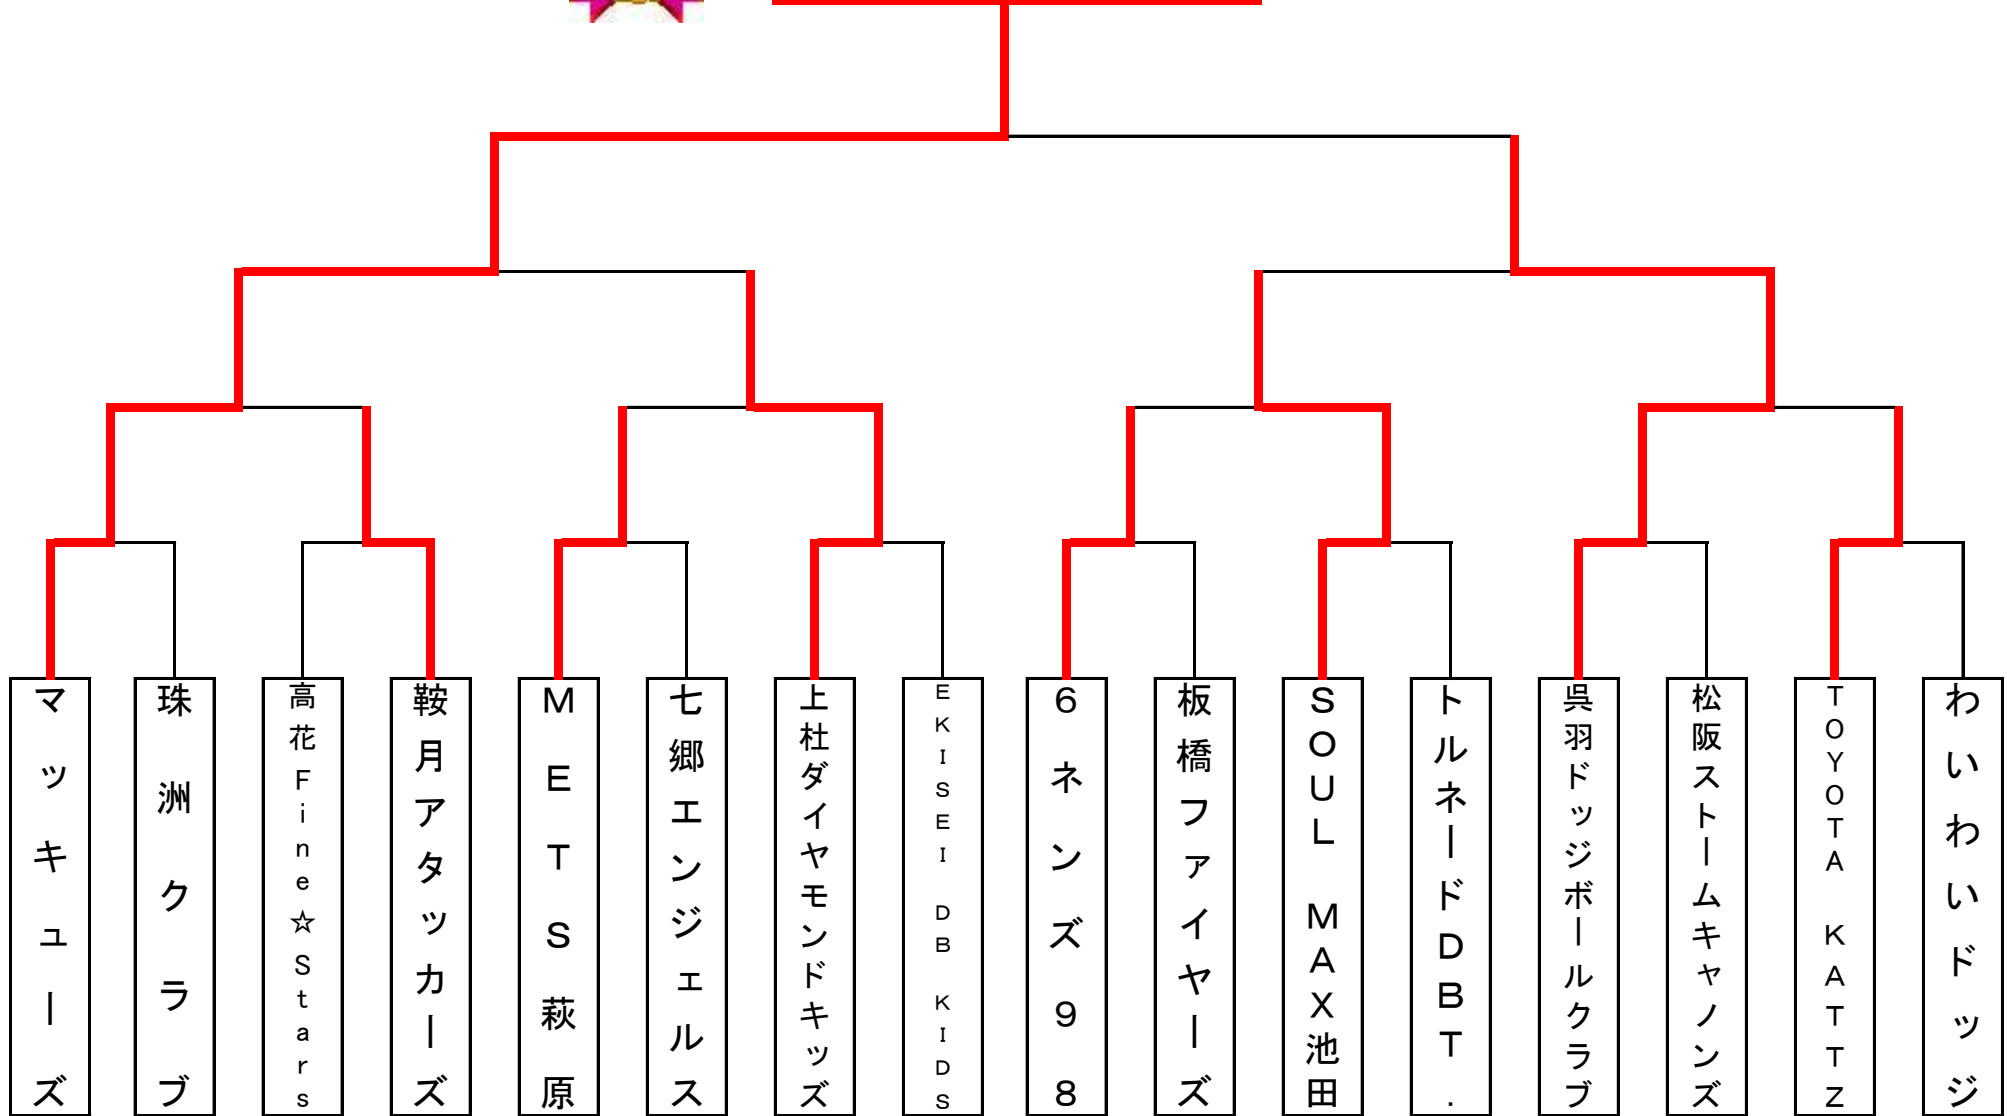 マッキューズ
珠洲クラブ
高花Fine☆Stars
鞍月アタッカーズ
METS萩原
七郷エンジェルス
上杜ダイヤモンドキッズ
EKISEI DB KIDS
6ネンズ98
板橋ファイヤーズ
SOUL MAX池田
トルネードDBT.
呉羽ドッジボールクラブ
松阪ストームキャノンズ
TOYOTA KATTZ
わいわいドッジ